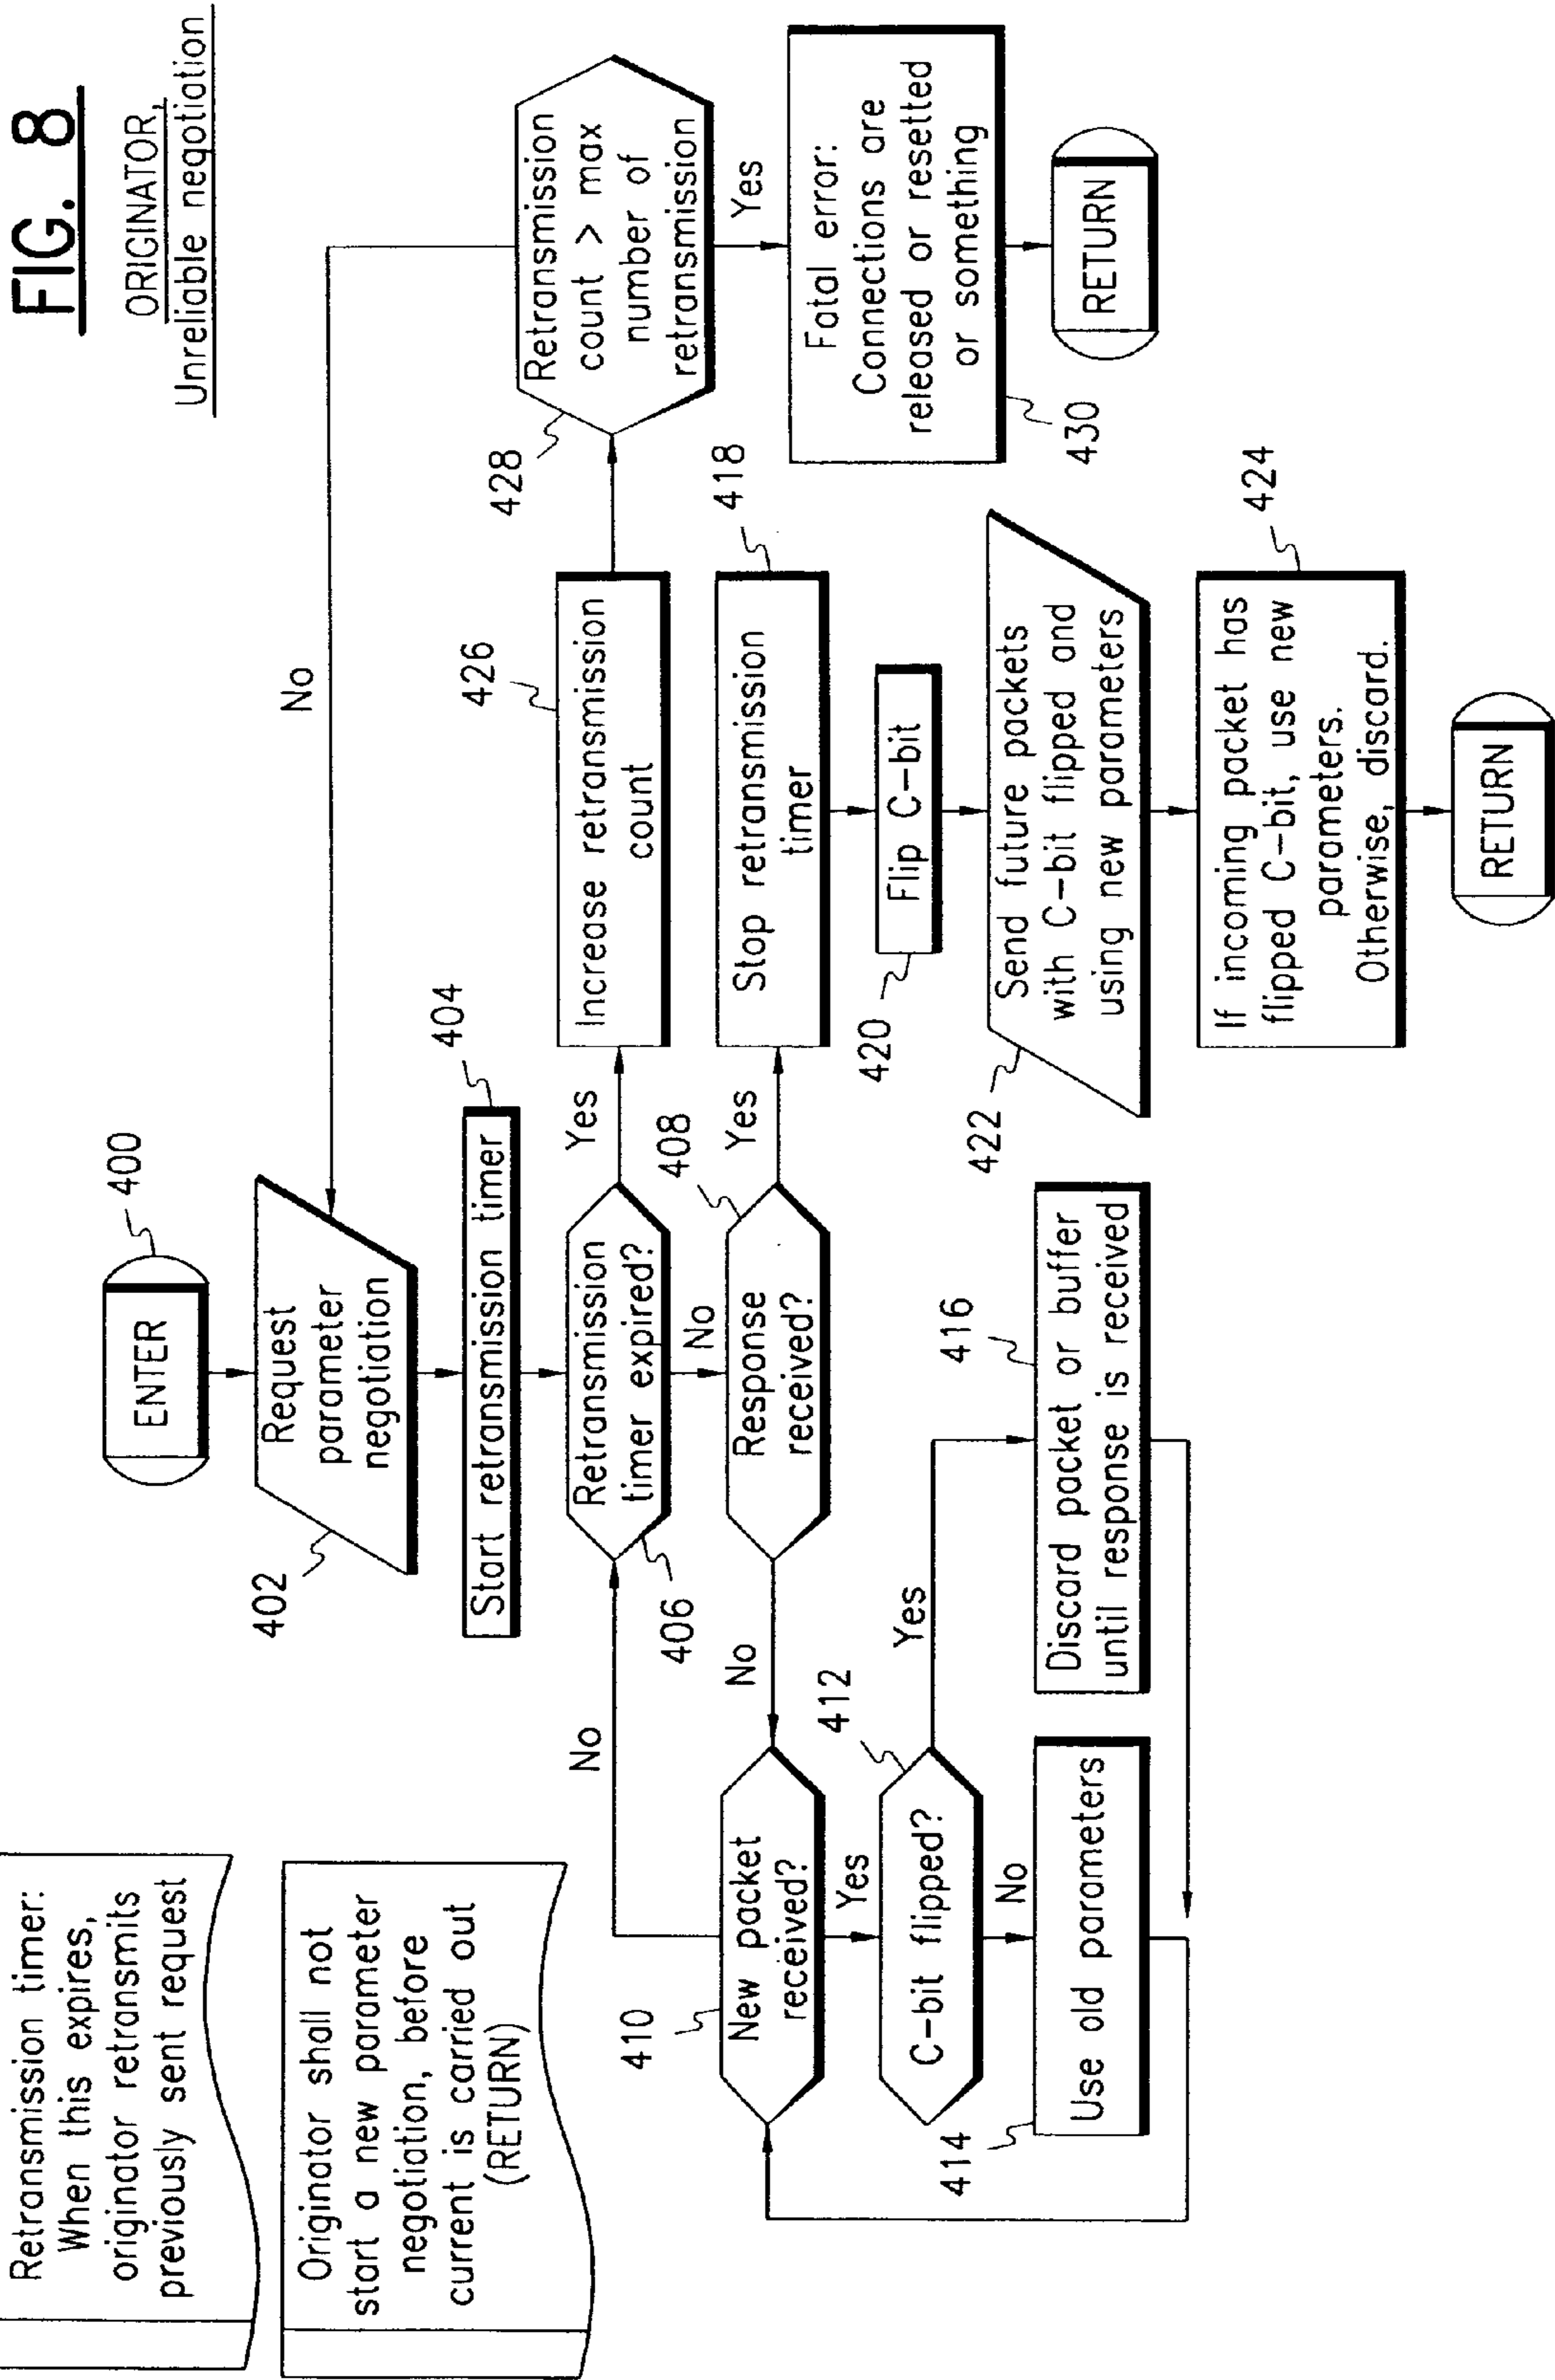 FIG. 8
ORIGINATOR,
Unreliable negotiation
Retransmission timer:
When this expires,
originator retransmits
previously sent request
Originator shall not
start a new parameter
negotiation, before
current is carried out
(RETURN)
ENTER
400
Request
parameter
negotiation
402
Start retransmission timer
404
Retransmission
timer expired?
406
Yes
No
Increase retransmission
count
426
Retransmission
count > max
number of
retransmission
428
No
Yes
Fatal error:
Connections are
released or resetted
or something
430
RETURN
Response
received?
408
Yes
No
Stop retransmission
timer
418
Flip C-bit
420
Send future packets
with C-bit flipped and
using new parameters
422
If incoming packet has
flipped C-bit, use new
parameters.
Otherwise, discard.
424
RETURN
New packet
received?
410
No
Yes
C-bit flipped?
412
Yes
No
Use old parameters
414
Discard packet or buffer
until response is received
416